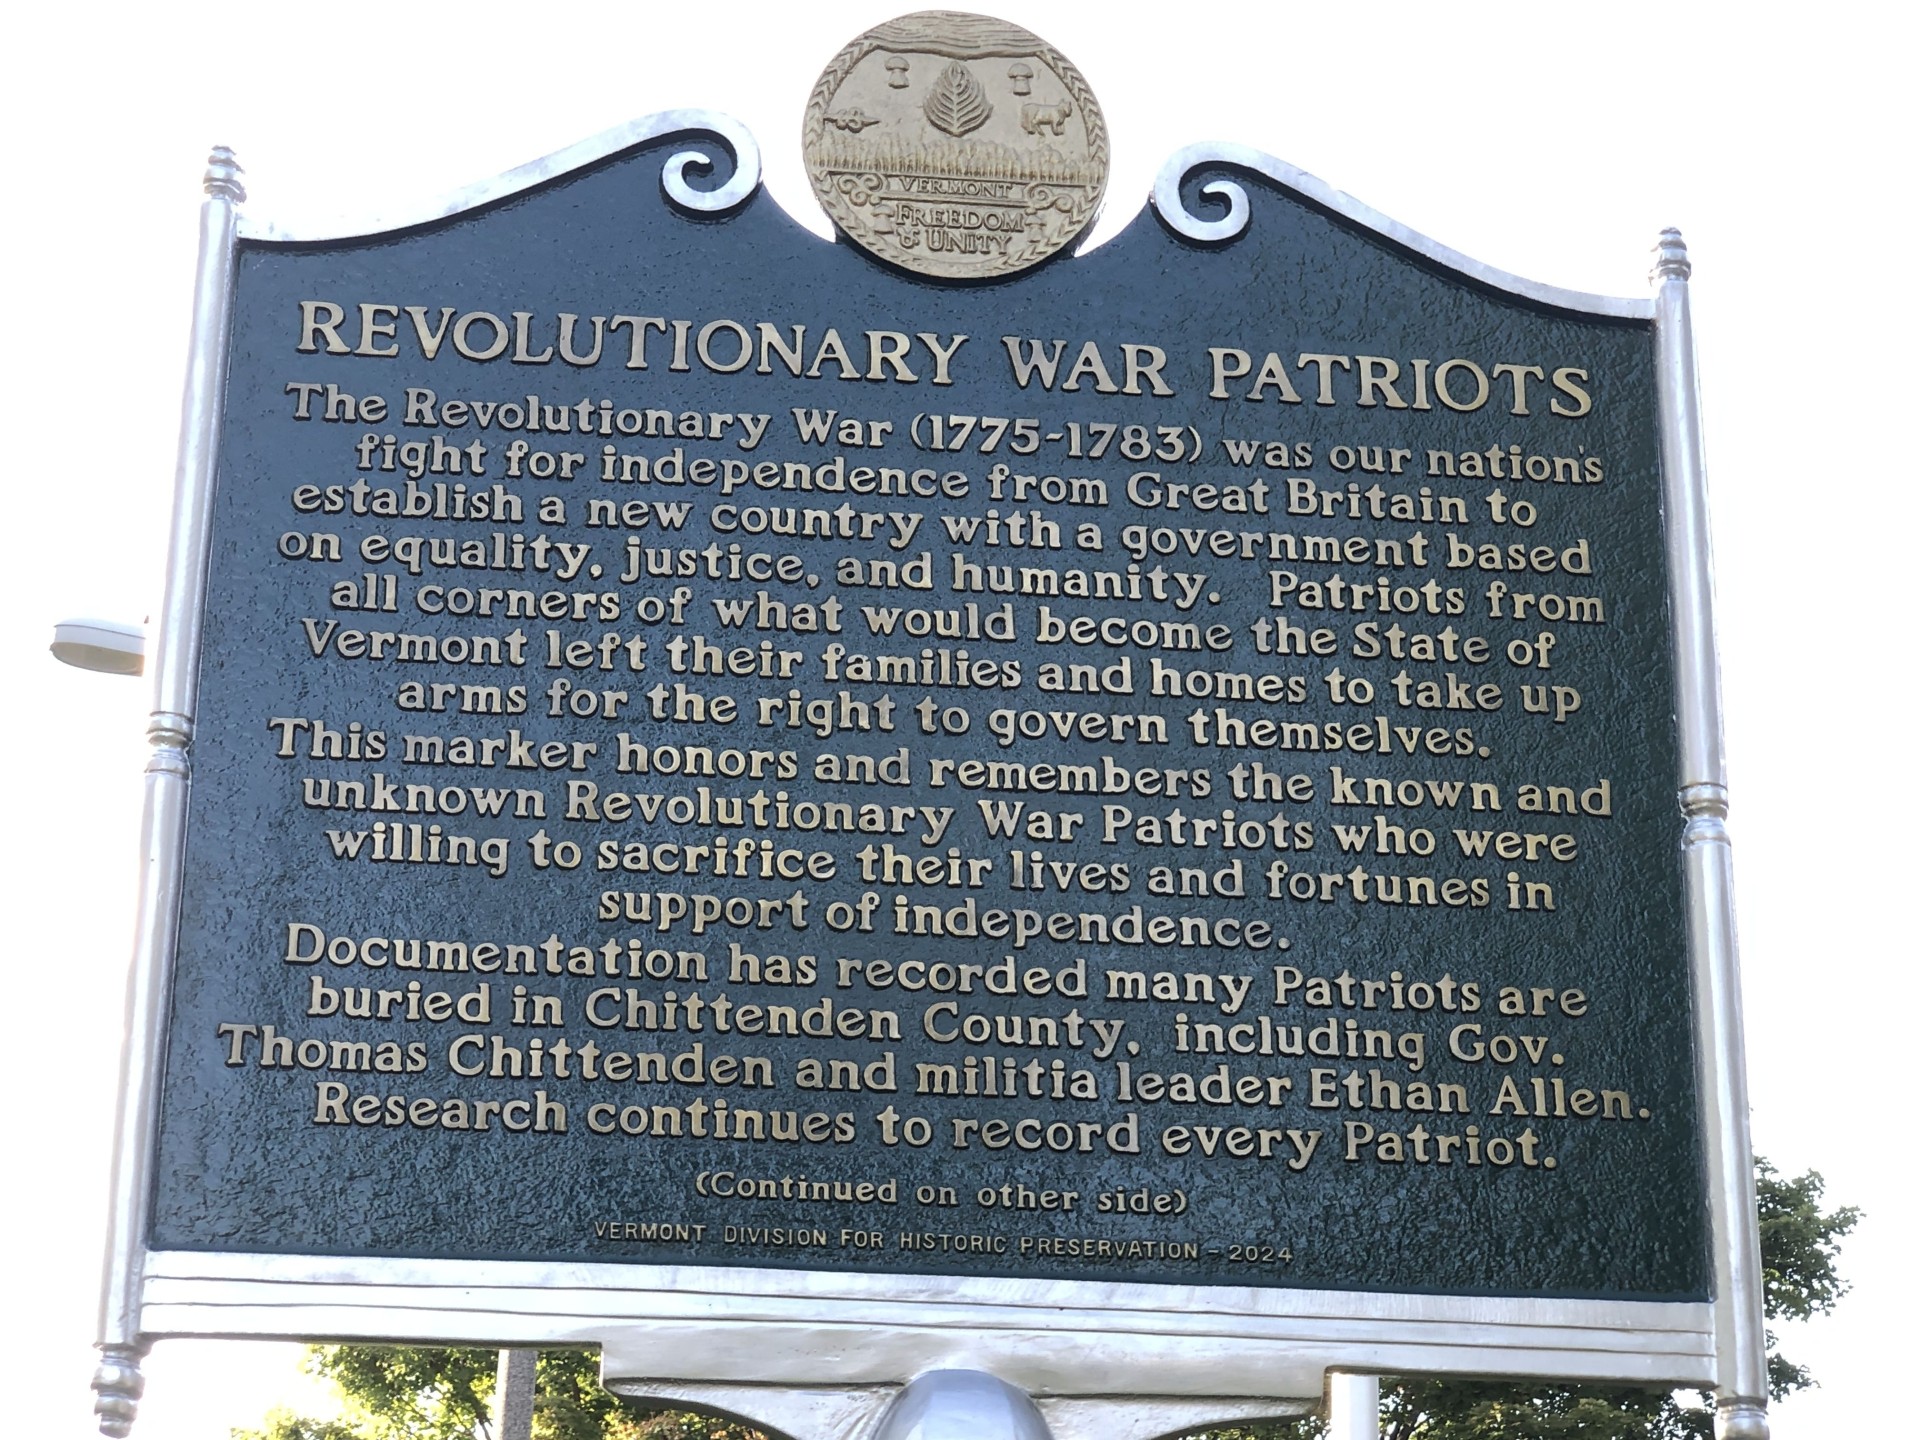 VERMONT
FREEDOM
& UNITY
REVOLUTIONARY WAR PATRIOTS
The Revolutionary War (1775-1783) was our nation's
fight for independence from Great Britain to
establish a new country with a government based
on equality, justice, and humanity. Patriots from
all corners of what would become the State of
Vermont left their families and homes to take up
arms for the right to govern themselves.
This marker honors and remembers the known and
unknown Revolutionary War Patriots who were
willing to sacrifice their lives and fortunes in
support of independence.
Documentation has recorded many Patriots are
buried in Chittenden County, including Gov.
Thomas Chittenden and militia leader Ethan Allen.
Research continues to record every Patriot.
(Continued on other side)
VERMONT DIVISION FOR HISTORIC PRESERVATION - 2024